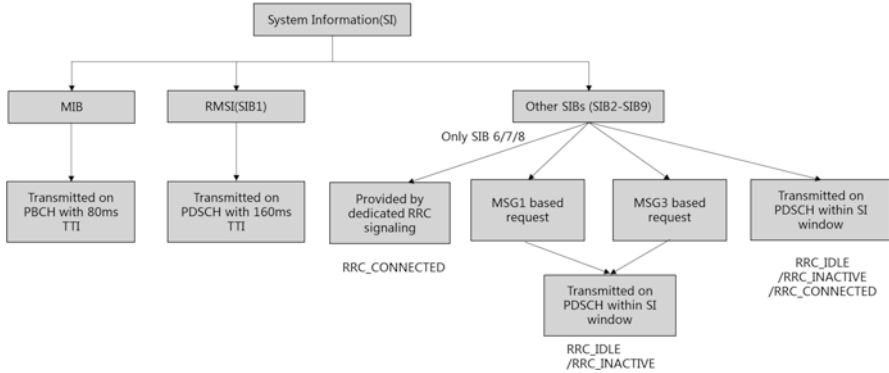 System Information(SI)
MIB
RMSI(SIB1)
Other SIBs (SIB2-SIB9)
Only SIB 6/7/8
Transmitted on
PBCH with 80ms
TTI
Transmitted on
PDSCH with 160ms
TTI
Provided by
dedicated RRC
signaling
MSG1 based
request
MSG3 based
request
Transmitted on
PDSCH within SI
window
RRC_CONNECTED
RRC_IDLE
/RRC_INACTIVE
/RRC_CONNECTED
Transmitted on
PDSCH within SI
window
RRC_IDLE
/RRC_INACTIVE